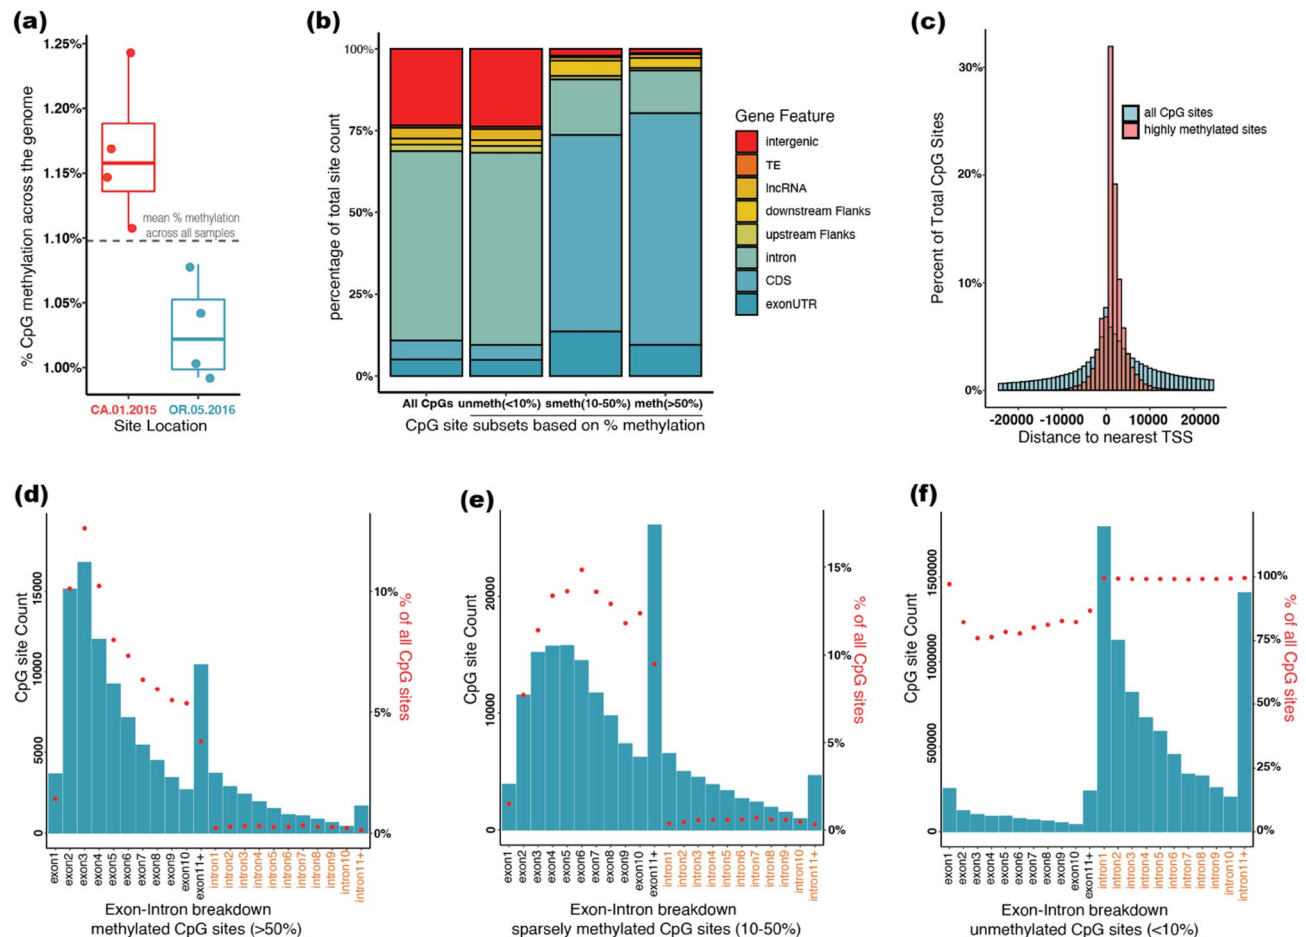 (a)
1.25%
1.20%
1.15%
1.10%
1.05%
1.00%
% CpG methylation across the genome
mean % methylation
across all samples
CA.01.2015 OR.05.2016
Site Location
(b)
100%
75%
50%
25%
0%
percentage of total site count
All CpGs unmeth(<10%) smeth(10-50%) meth(>50%)
CpG site subsets based on % methylation
Gene Feature
intergenic
TE
lncRNA
downstream Flanks
upstream Flanks
intron
CDS
exonUTR
(c)
30%
20%
10%
0%
Percent of Total CpG Sites
all CpG sites
highly methylated sites
-20000 -10000 0 10000 20000
Distance to nearest TSS
(d)
15000
10000
5000
0
CpG site Count
10%
5%
0%
% of all CpG sites
exon1
exon2
exon3
exon4
exon5
exon6
exon7
exon8
exon9
exon10
exon11+
intron1
intron2
intron3
intron4
intron5
intron6
intron7
intron8
intron9
intron10
intron11+
Exon-Intron breakdown
methylated CpG sites (>50%)
(e)
20000
10000
0
CpG site Count
15%
10%
5%
0%
% of all CpG sites
exon1
exon2
exon3
exon4
exon5
exon6
exon7
exon8
exon9
exon10
exon11+
intron1
intron2
intron3
intron4
intron5
intron6
intron7
intron8
intron9
intron10
intron11+
Exon-Intron breakdown
sparsely methylated CpG sites (10-50%)
(f)
1500000
1000000
500000
0
CpG site Count
100%
75%
50%
25%
0%
% of all CpG sites
exon1
exon2
exon3
exon4
exon5
exon6
exon7
exon8
exon9
exon10
exon11+
intron1
intron2
intron3
intron4
intron5
intron6
intron7
intron8
intron9
intron10
intron11+
Exon-Intron breakdown
unmethylated CpG sites (<10%)